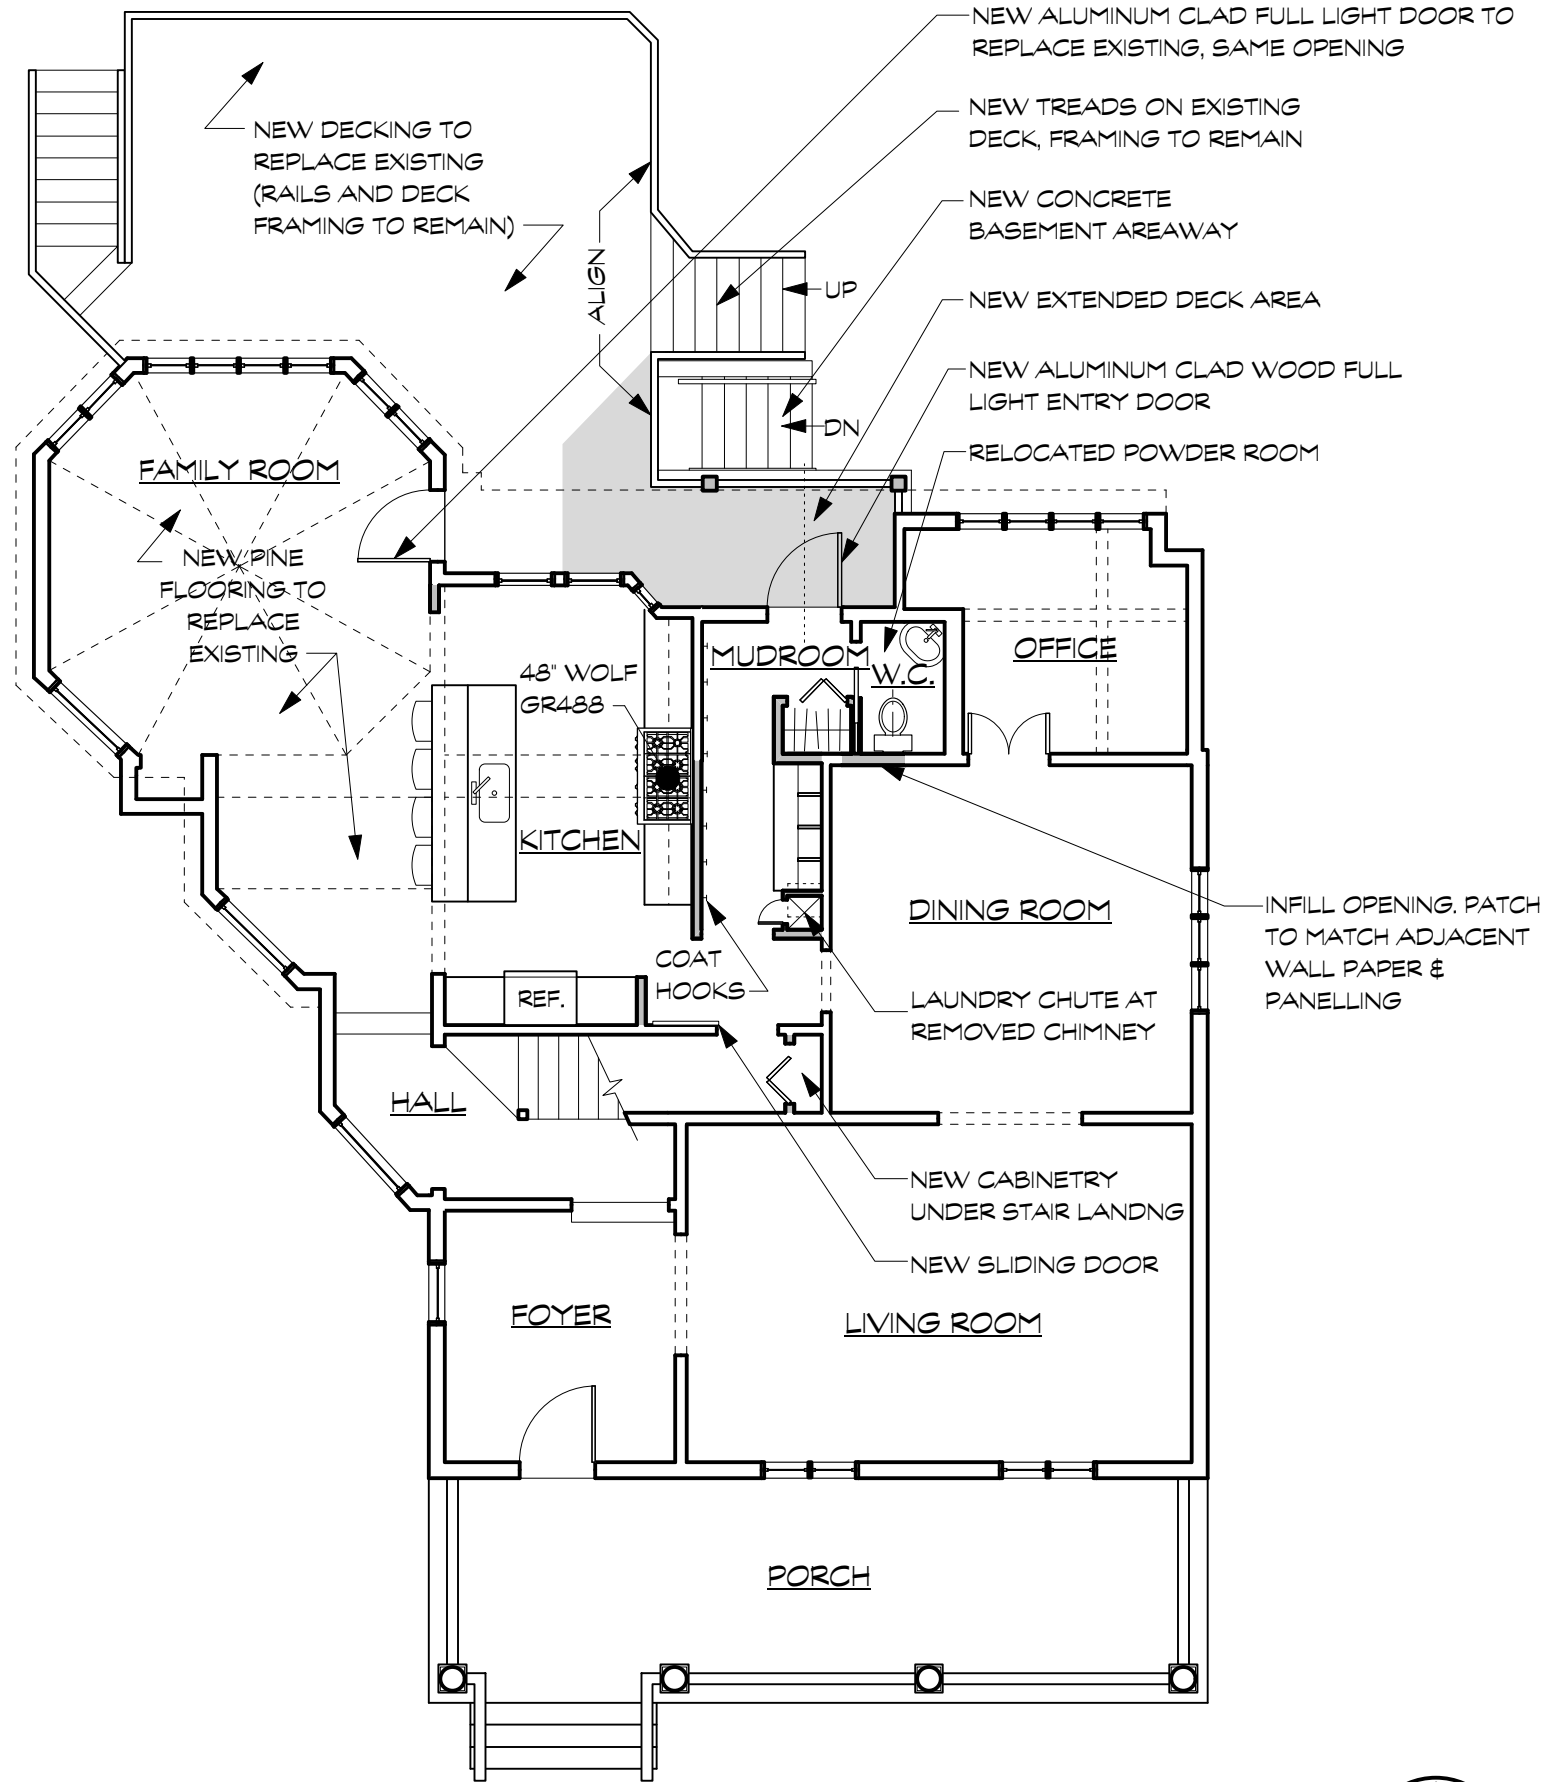 NEW ALUMINUM CLAD FULL LIGHT DOOR TO
REPLACE EXISTING, SAME OPENING
NEW TREADS ON EXISTING
DECK, FRAMING TO REMAIN
NEW DECKING TO
REPLACE EXISTING
(RAILS AND DECK
FRAMING TO REMAIN)
NEW CONCRETE
BASEMENT AREAWAY
ALIGN
UP
NEW EXTENDED DECK AREA
NEW ALUMINUM CLAD WOOD FULL
LIGHT ENTRY DOOR
DN
RELOCATED POWDER ROOM
FAMILY ROOM
NEW PINE
FLOORING TO
REPLACE
EXISTING
48" WOLF
GR488
MUDROOM
W.C.
OFFICE
KITCHEN
DINING ROOM
INFILL OPENING. PATCH
TO MATCH ADJACENT
WALL PAPER &
PANELLING
COAT
HOOKS
REF.
LAUNDRY CHUTE AT
REMOVED CHIMNEY
HALL
NEW CABINETRY
UNDER STAIR LANDNG
NEW SLIDING DOOR
FOYER
LIVING ROOM
PORCH